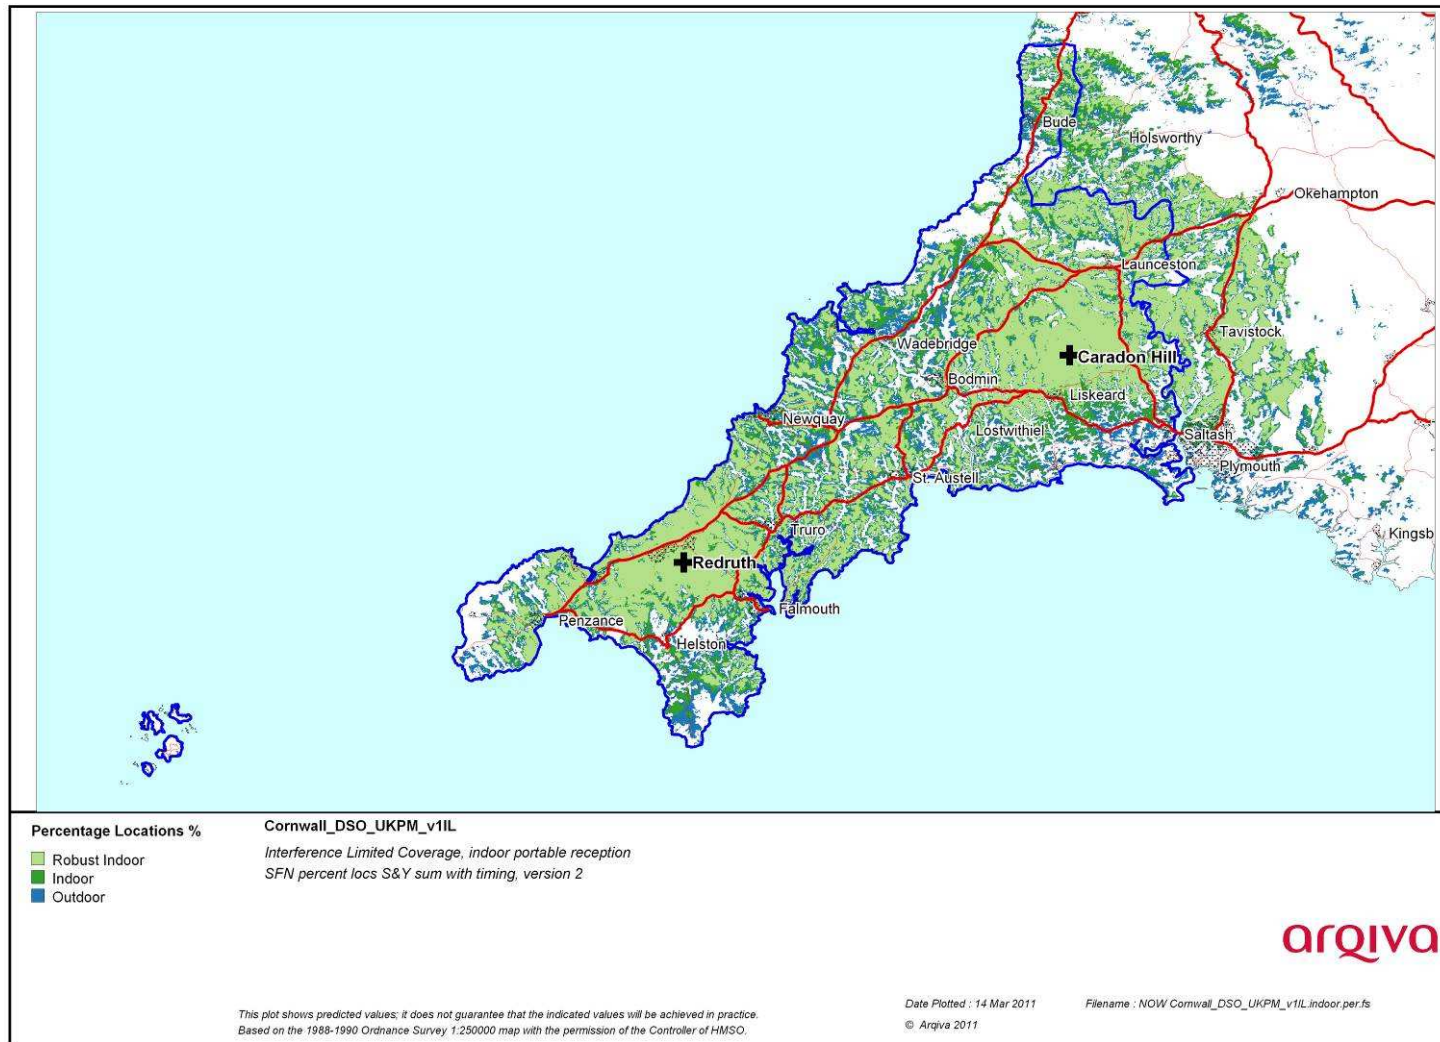 Bude
Holsworthy
Okehampton
Launceston
Tavistock
Wadebridge
Caradon Hill
Bodmin
Liskeard
Newquay
Lostwithiel
Saltash
Plymouth
St. Austell
Truro
Kingsb
Redruth
Falmouth
Penzance
Helston
Percentage Locations %
Robust Indoor
Indoor
Outdoor
Cornwall_DSO_UKPM_v1IL
Interference Limited Coverage, indoor portable reception
SFN percent locs S&Y sum with timing, version 2
arqiva
This plot shows predicted values; it does not guarantee that the indicated values will be achieved in practice.
Based on the 1988-1990 Ordnance Survey 1:250000 map with the permission of the Controller of HMSO.
Date Plotted : 14 Mar 2011
© Arqiva 2011
Filename : NOW Cornwall_DSO_UKPM_v1IL.indoor.per.fs